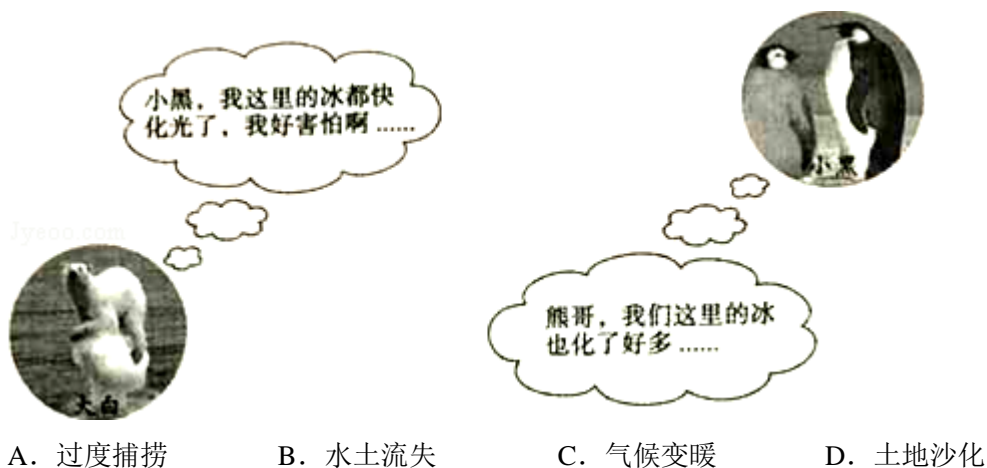 小黑，我这里的冰都快
化光了，我好害怕啊……
小黑
Jyeoo.com
熊哥，我们这里的冰
也化了好多……
大白
A．过度捕捞 B．水土流失 C．气候变暖 D．土地沙化